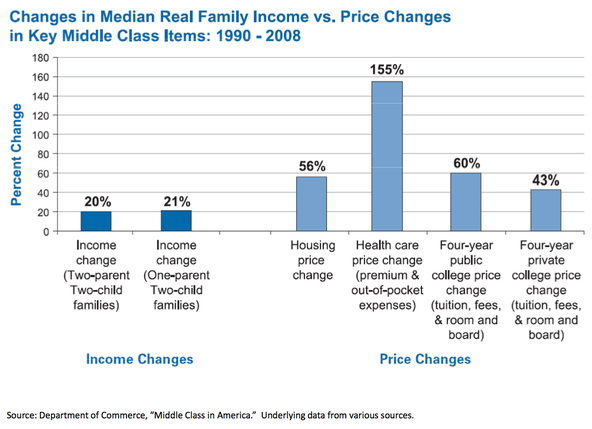 Changes in Median Real Family Income vs. Price Changes
in Key Middle Class Items: 1990 - 2008
Percent Change
180
160
140
120
100
80
60
40
20
0
20%
21%
56%
155%
60%
43%
Income
change
(Two-parent
Two-child
families)
Income
change
(One-parent
Two-child
families)
Housing
price
change
Health care
price change
(premium &
out-of-pocket
expenses)
Four-year
public
college price
change
(tuition, fees,
& room and
board)
Four-year
private
college price
change
(tuition, fees,
& room and
board)
Income Changes
Price Changes
Source: Department of Commerce, “Middle Class in America.” Underlying data from various sources.